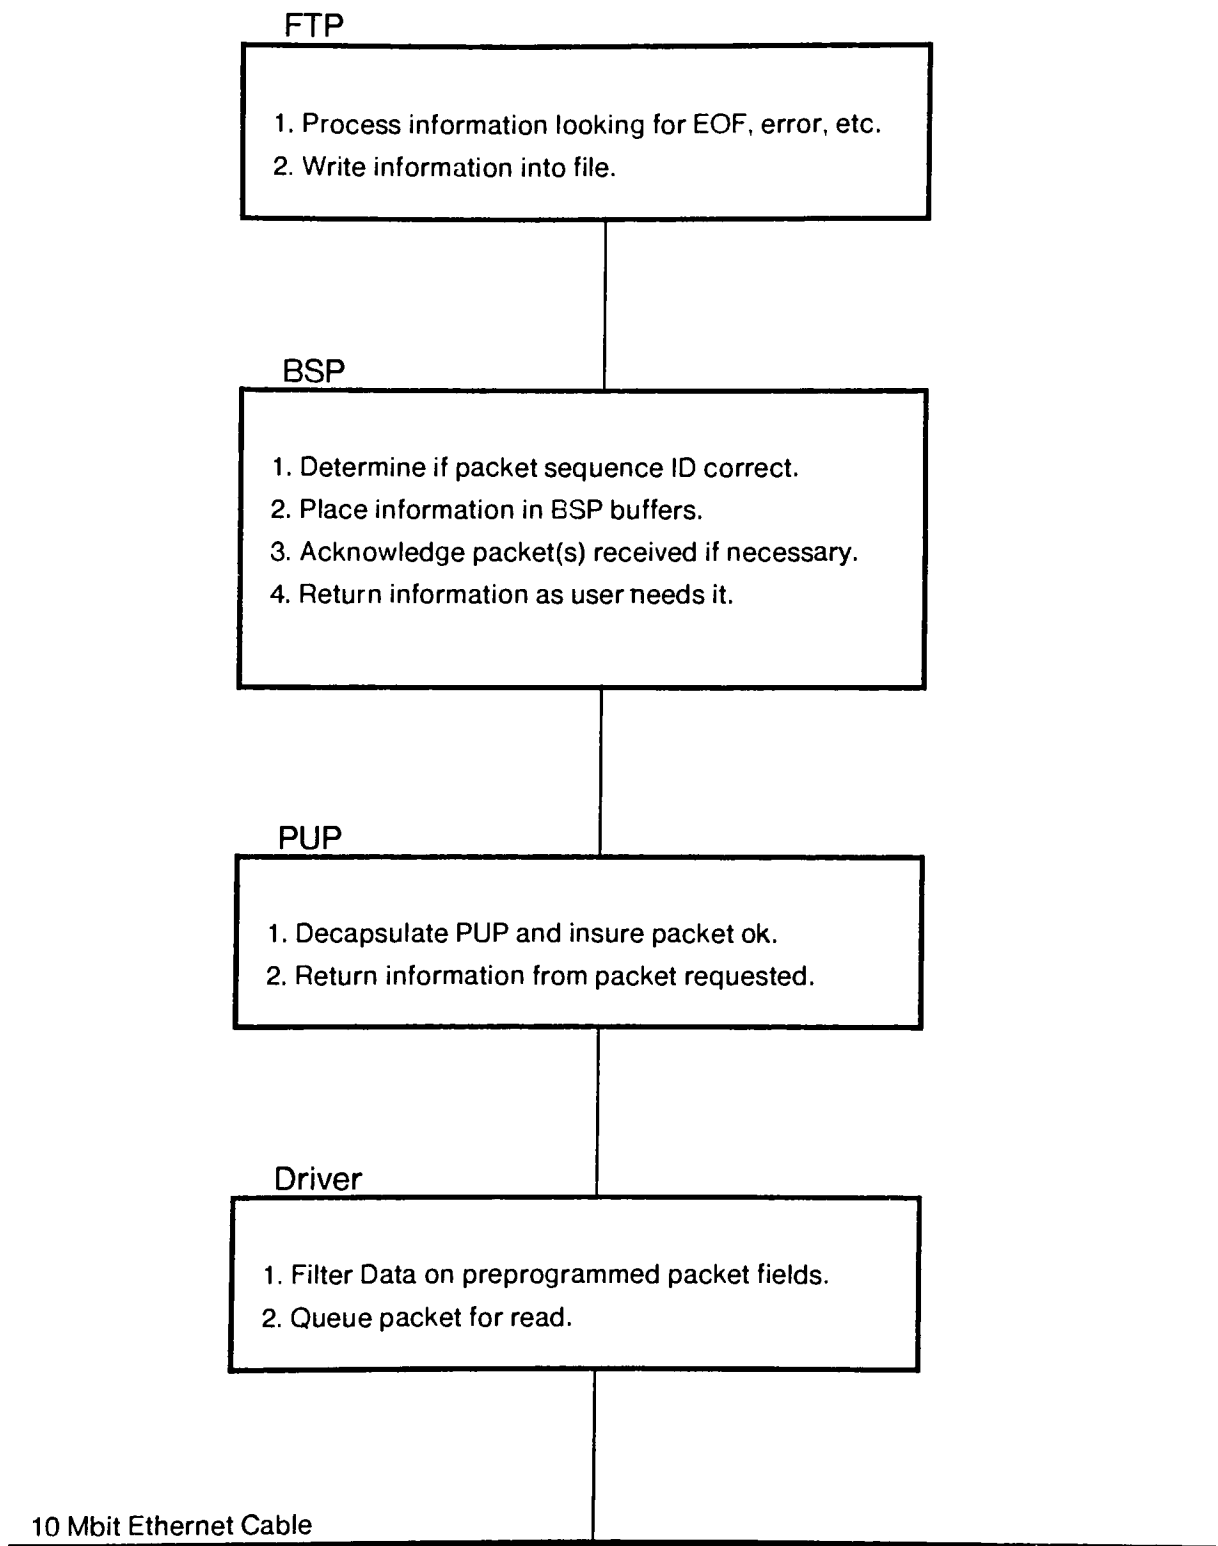 FTP
1. Process information looking for EOF, error, etc.
2. Write information into file.
BSP
1. Determine if packet sequence ID correct.
2. Place information in BSP buffers.
3. Acknowledge packet(s) received if necessary.
4. Return information as user needs it.
PUP
1. Decapsulate PUP and insure packet ok.
2. Return information from packet requested.
Driver
1. Filter Data on preprogrammed packet fields.
2. Queue packet for read.
10 Mbit Ethernet Cable